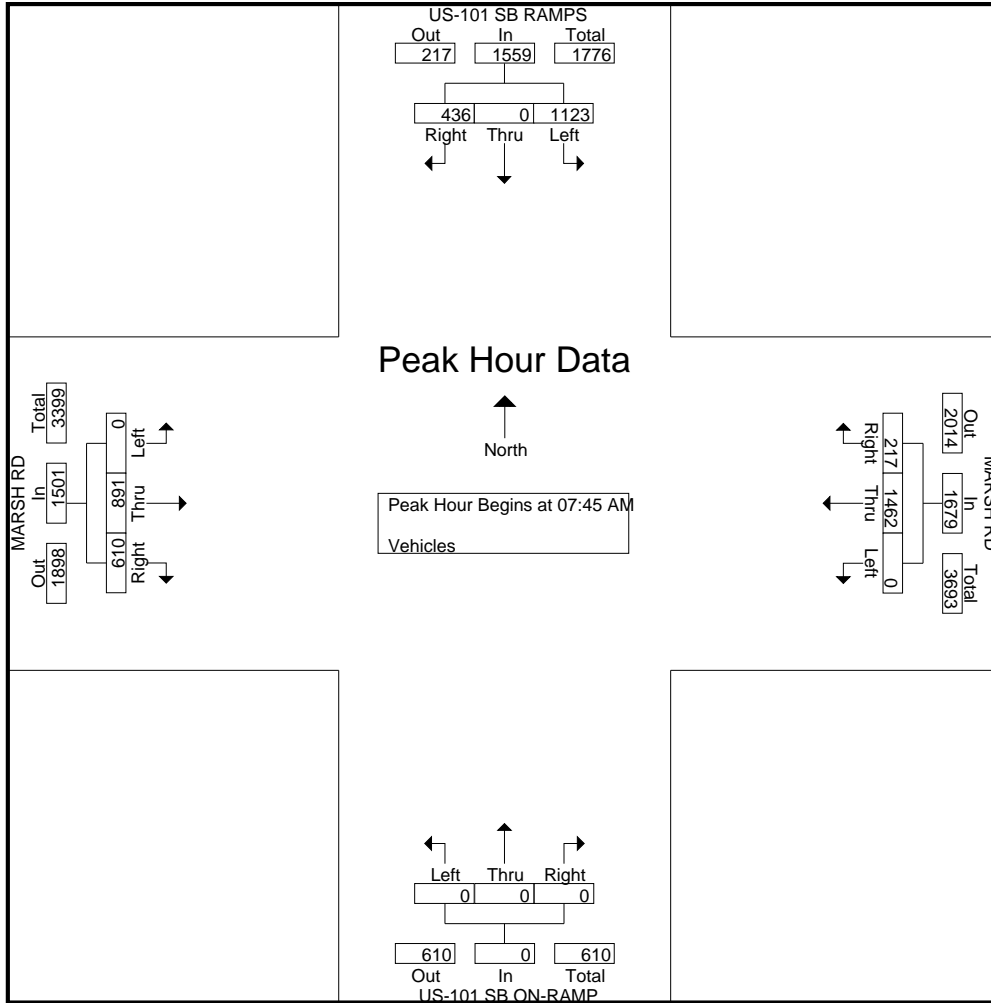 US-101 SB RAMPS
Out In Total
217 1559 1776
436 0 1123
Right Thru Left
Peak Hour Data
North
Peak Hour Begins at 07:45 AM
Vehicles
MARSH RD
Total In Out
3399 1501 1898
0 891 610
Left Thru Right
MARSH RD
Out In Total
2014 1679 3693
217 1462 0
Right Thru Left
Left Thru Right
0 0 0
610 0 610
Out In Total
US-101 SB ON-RAMP